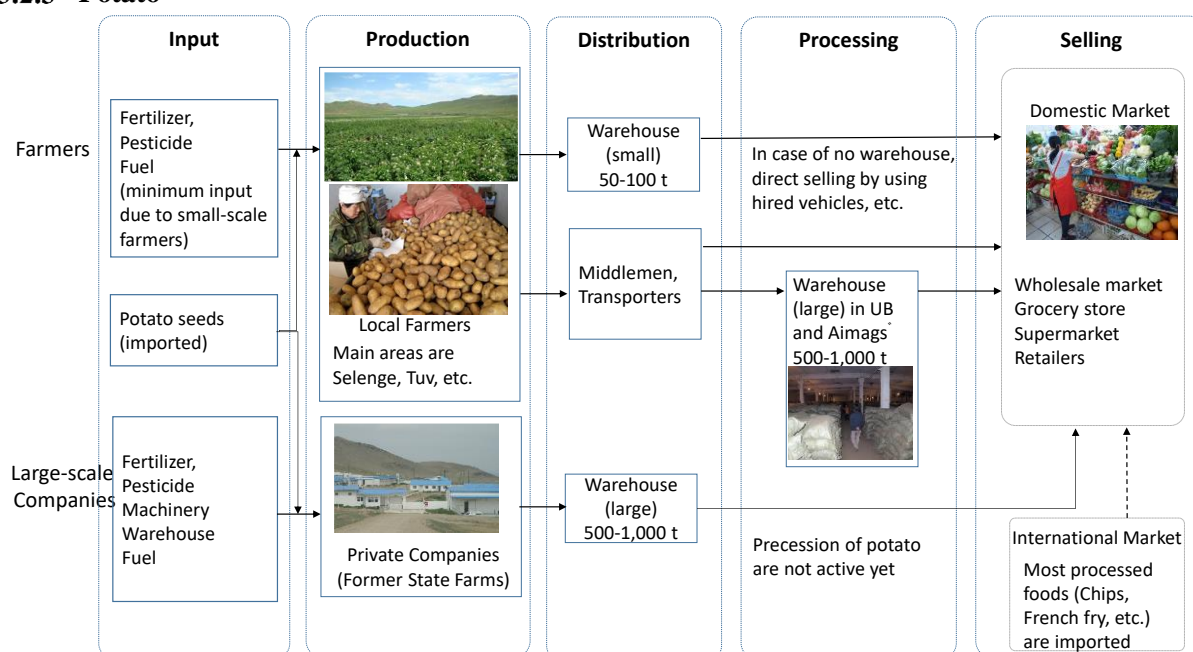 Potato
Input
Production
Distribution
Processing
Selling
Farmers
Fertilizer,
Pesticide
Fuel
(minimum input
due to small-scale
farmers)
Potato seeds
(imported)
Large-scale
Companies
Fertilizer,
Pesticide
Machinery
Warehouse
Fuel
Local Farmers
Main areas are
Selenge, Tuv, etc.
Private Companies
(Former State Farms)
Warehouse
(small)
50-100 t
Middlemen,
Transporters
Warehouse
(large)
500-1,000 t
In case of no warehouse,
direct selling by using
hired vehicles, etc.
Warehouse
(large) in UB
and Aimags*
500-1,000 t
Precession of potato
are not active yet
Domestic Market
Wholesale market
Grocery store
Supermarket
Retailers
International Market
Most processed
foods (Chips,
French fry, etc.)
are imported